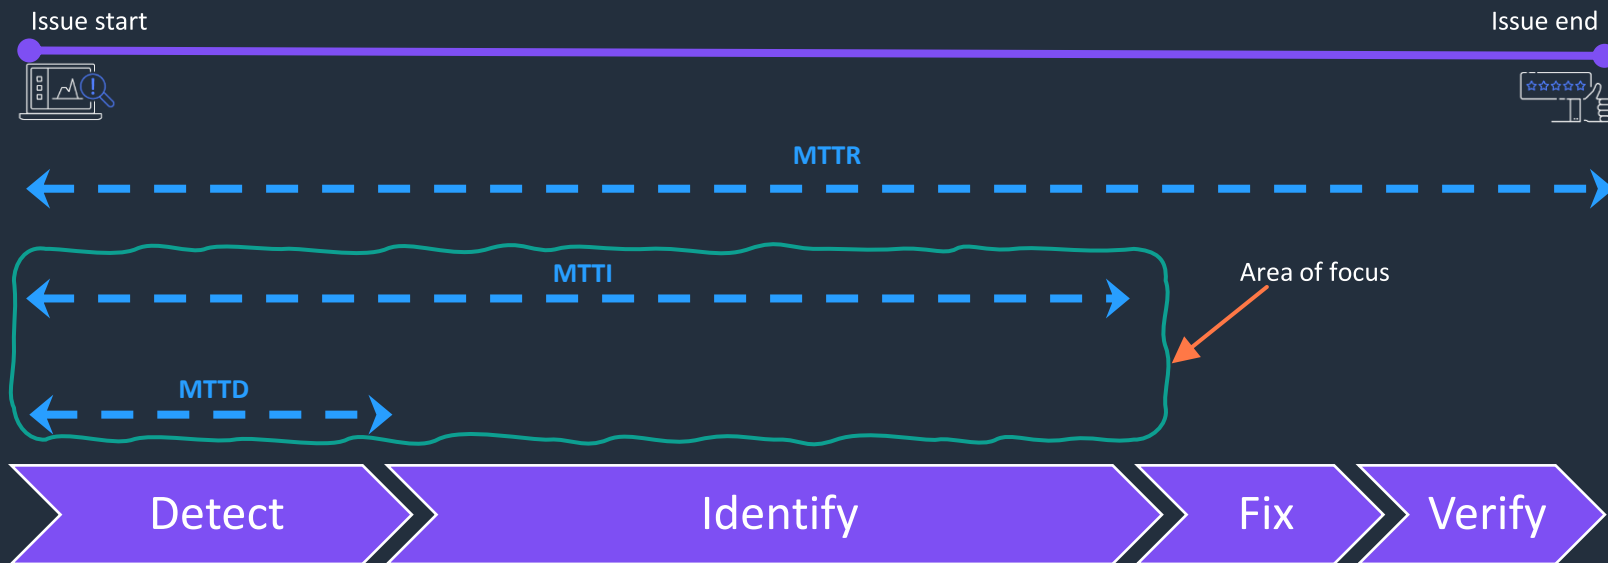 Issue start
Issue end
MTTR
MTTI
Area of focus
MTTD
Detect
Identify
Fix
Verify